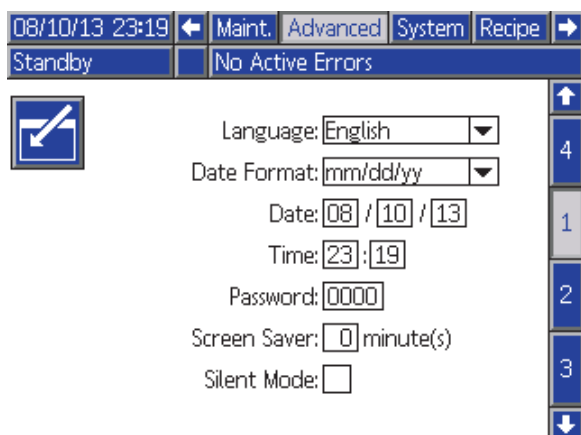 08/10/13 23:19 Maint. Advanced System Recipe
Standby No Active Errors
4
Language: English
Date Format: mm/dd/yy
Date: 08 / 10 / 13
1
Time: 23 : 19
Password: 0000
2
Screen Saver: 0 minute(s)
Silent Mode:
3